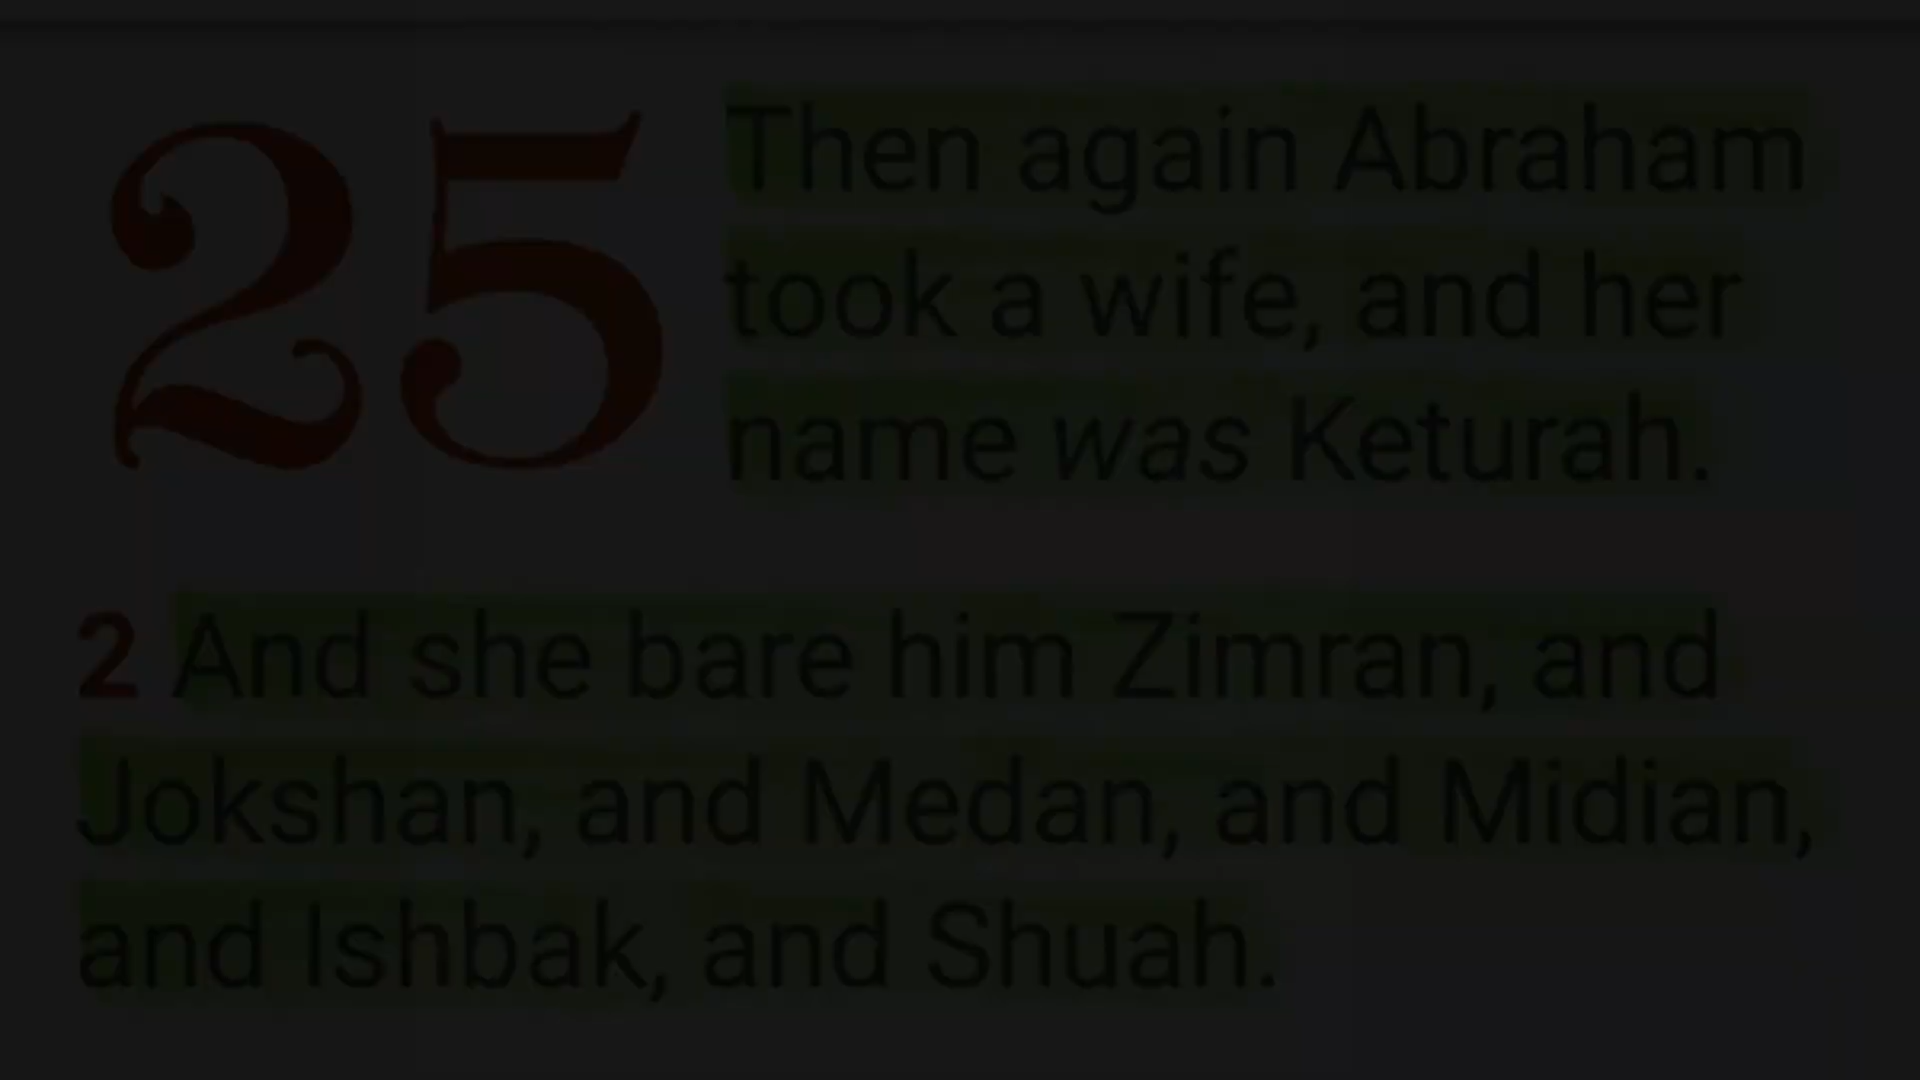 25 Then again Abraham
took a wife, and her
name was Keturah.
2 And she bare him Zimran, and
Jokshan, and Medan, and Midian,
and Ishbak, and Shuah.